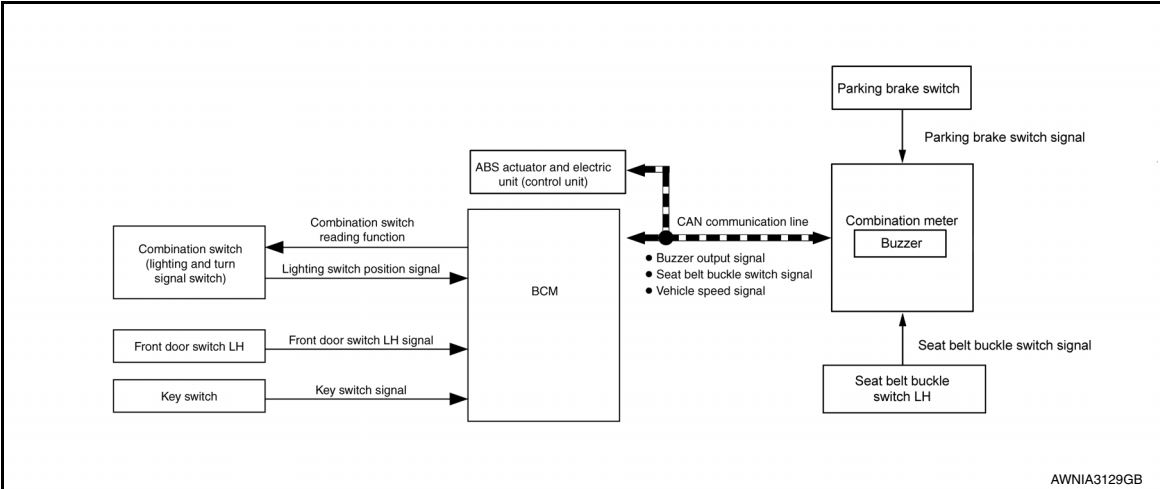 Parking brake switch
Parking brake switch signal
ABS actuator and electric
unit (control unit)
CAN communication line
Combination meter
Buzzer
Combination switch
reading function
Combination switch
(lighting and turn
signal switch)
Lighting switch position signal
● Buzzer output signal
● Seat belt buckle switch signal
● Vehicle speed signal
BCM
Front door switch LH
Front door switch LH signal
Seat belt buckle switch signal
Key switch
Key switch signal
Seat belt buckle
switch LH
AWNIA3129GB